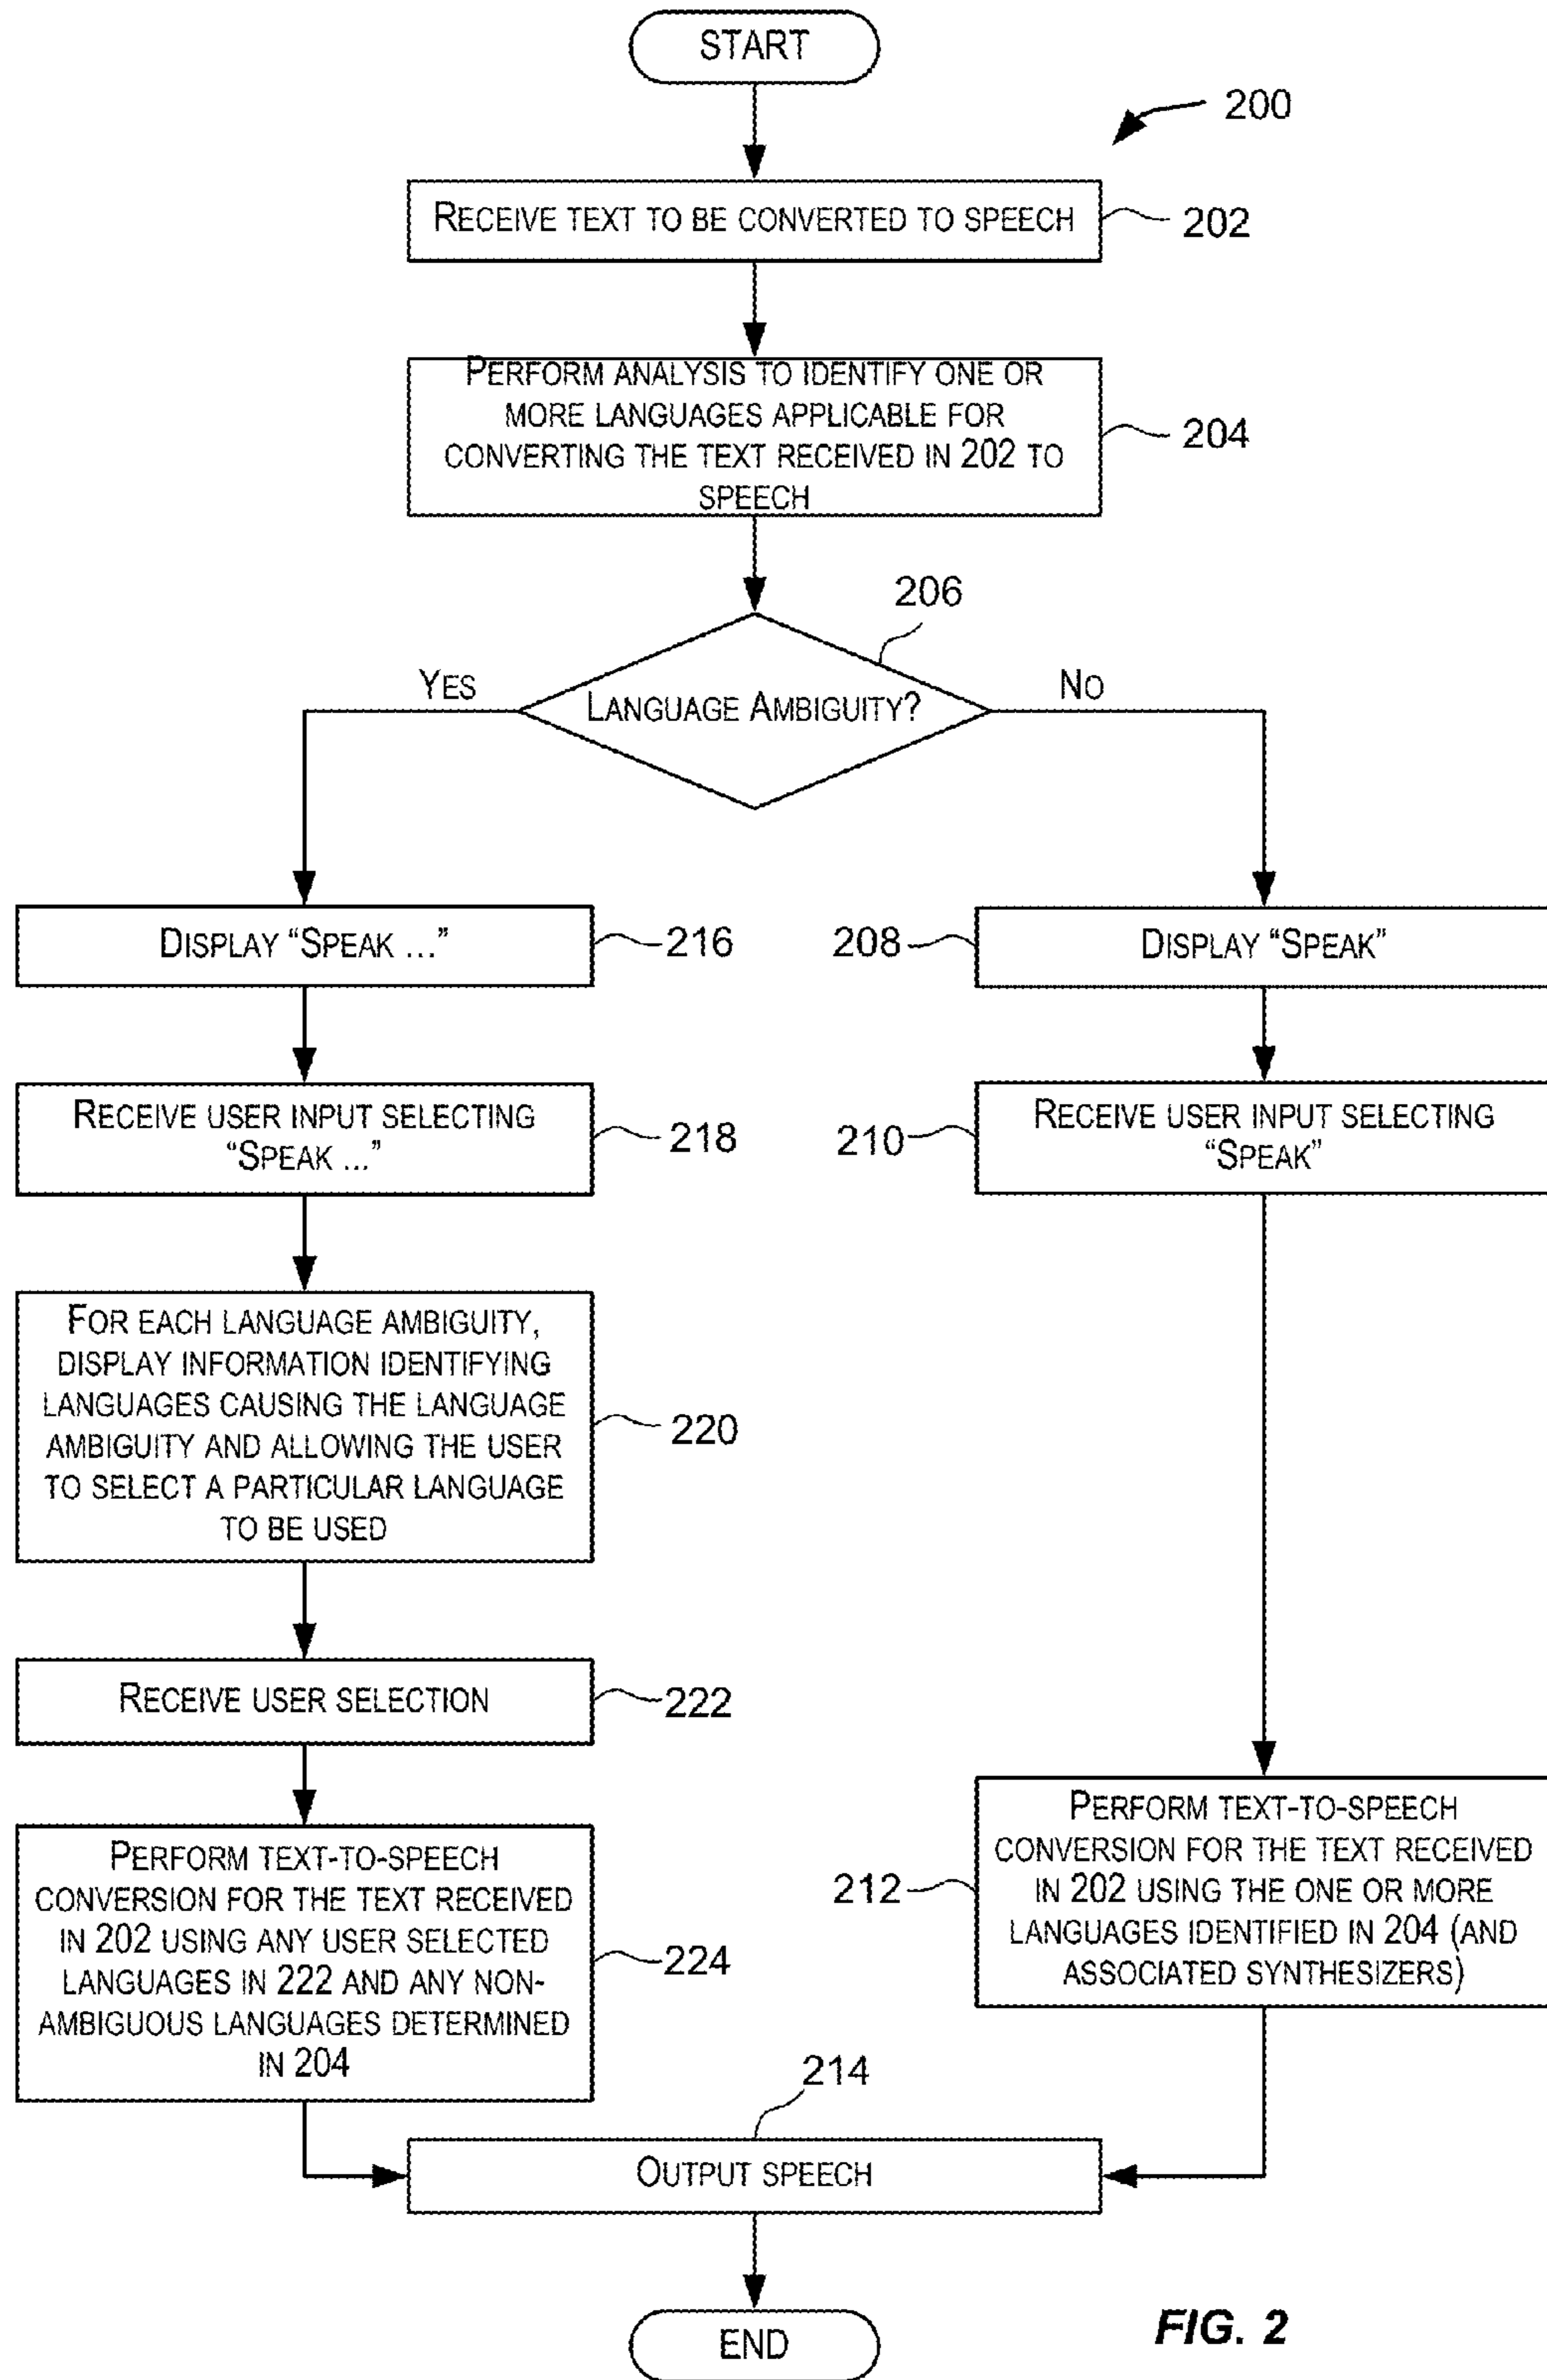 START
200
RECEIVE TEXT TO BE CONVERTED TO SPEECH
202
PERFORM ANALYSIS TO IDENTIFY ONE OR
MORE LANGUAGES APPLICABLE FOR
CONVERTING THE TEXT RECEIVED IN 202 TO
SPEECH
204
206
LANGUAGE AMBIGUITY?
YES
NO
DISPLAY “SPEAK ...”
216
RECEIVE USER INPUT SELECTING
“SPEAK ...”
218
FOR EACH LANGUAGE AMBIGUITY,
DISPLAY INFORMATION IDENTIFYING
LANGUAGES CAUSING THE LANGUAGE
AMBIGUITY AND ALLOWING THE USER
TO SELECT A PARTICULAR LANGUAGE
TO BE USED
220
RECEIVE USER SELECTION
222
PERFORM TEXT-TO-SPEECH
CONVERSION FOR THE TEXT RECEIVED
IN 202 USING ANY USER SELECTED
LANGUAGES IN 222 AND ANY NON-
AMBIGUOUS LANGUAGES DETERMINED
IN 204
224
208
DISPLAY “SPEAK”
210
RECEIVE USER INPUT SELECTING
“SPEAK”
212
PERFORM TEXT-TO-SPEECH
CONVERSION FOR THE TEXT RECEIVED
IN 202 USING THE ONE OR MORE
LANGUAGES IDENTIFIED IN 204 (AND
ASSOCIATED SYNTHESIZERS)
214
OUTPUT SPEECH
END
FIG. 2